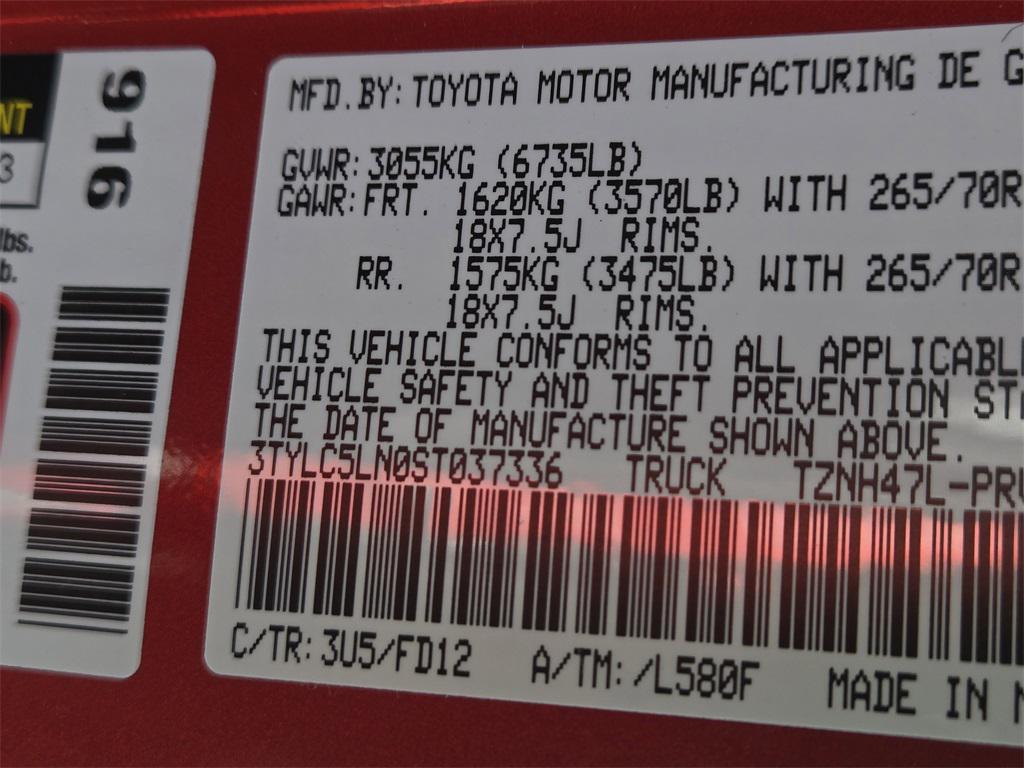 NT
3
lbs.
b.
916
MFD.BY: TOYOTA MOTOR MANUFACTURING DE G
GVWR: 3055KG (6735LB)
GAWR: FRT. 1620KG (3570LB) WITH 265/70R
18X7.5J RIMS.
RR. 1575KG (3475LB) WITH 265/70R
18X7.5J RIMS.
THIS VEHICLE CONFORMS TO ALL APPLICABL
VEHICLE SAFETY AND THEFT PREVENTION ST
THE DATE OF MANUFACTURE SHOWN ABOVE.
3TYLC5LN0ST037336 TRUCK TZNH47L-PR
C/TR: 3U5/FD12 A/TM: /L580F MADE IN